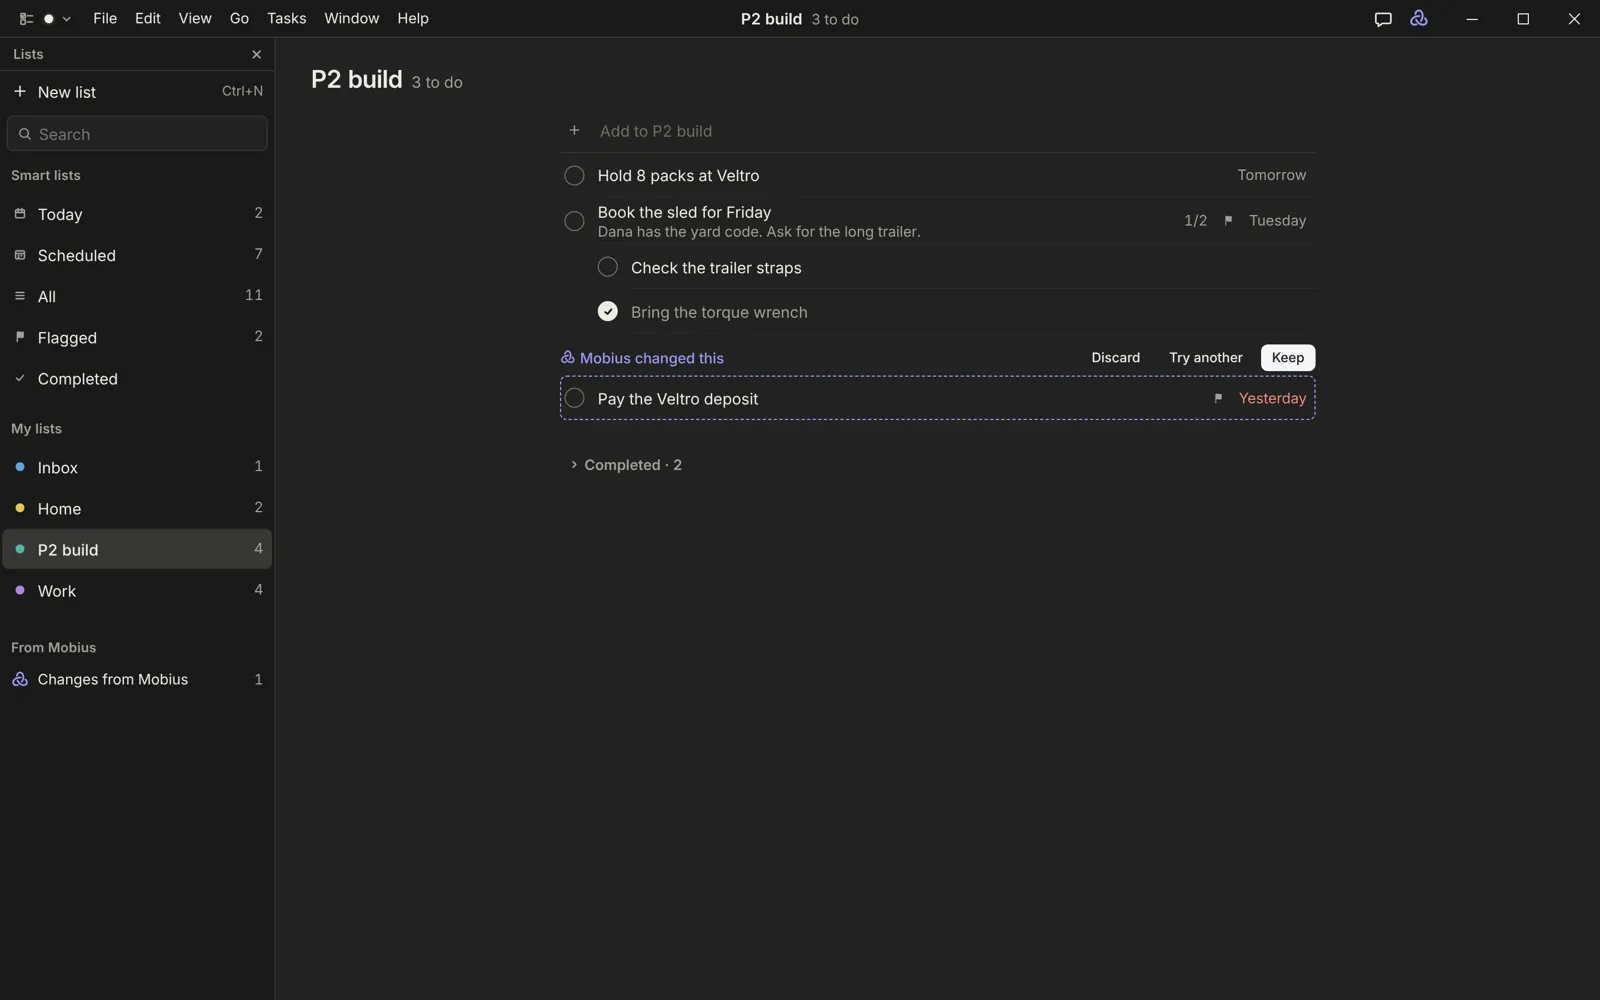 File Edit View Go Tasks Window Help
P2 build 3 to do
Lists
New list Ctrl+N
Search
Smart lists
Today 2
Scheduled 7
All 11
Flagged 2
Completed
My lists
Inbox 1
Home 2
P2 build 4
Work 4
From Mobius
Changes from Mobius 1
P2 build 3 to do
Add to P2 build
Hold 8 packs at Veltro Tomorrow
Book the sled for Friday 1/2 Tuesday
Dana has the yard code. Ask for the long trailer.
Check the trailer straps
Bring the torque wrench
Mobius changed this Discard Try another Keep
Pay the Veltro deposit Yesterday
Completed · 2